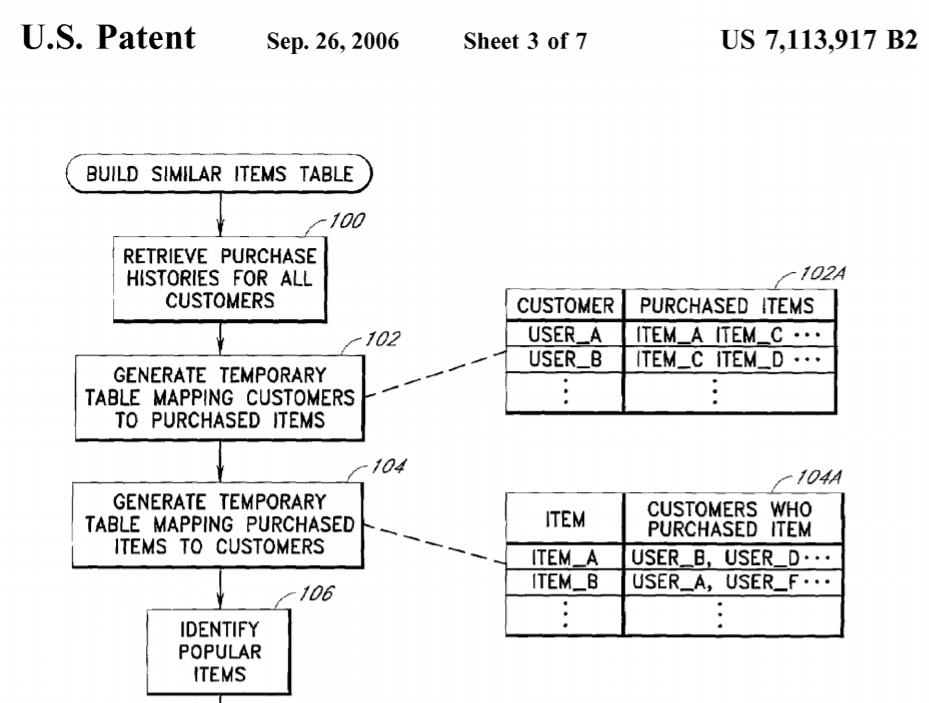 U.S. Patent Sep. 26, 2006 Sheet 3 of 7 US 7,113,917 B2
BUILD SIMILAR ITEMS TABLE
100
RETRIEVE PURCHASE
HISTORIES FOR ALL
CUSTOMERS
102
GENERATE TEMPORARY
TABLE MAPPING CUSTOMERS
TO PURCHASED ITEMS
102A
CUSTOMER PURCHASED ITEMS
USER_A ITEM_A ITEM_C ···
USER_B ITEM_C ITEM_D ···
⋮ ⋮
104
GENERATE TEMPORARY
TABLE MAPPING PURCHASED
ITEMS TO CUSTOMERS
104A
ITEM CUSTOMERS WHO
PURCHASED ITEM
ITEM_A USER_B, USER_D···
ITEM_B USER_A, USER_F···
⋮ ⋮
106
IDENTIFY
POPULAR
ITEMS